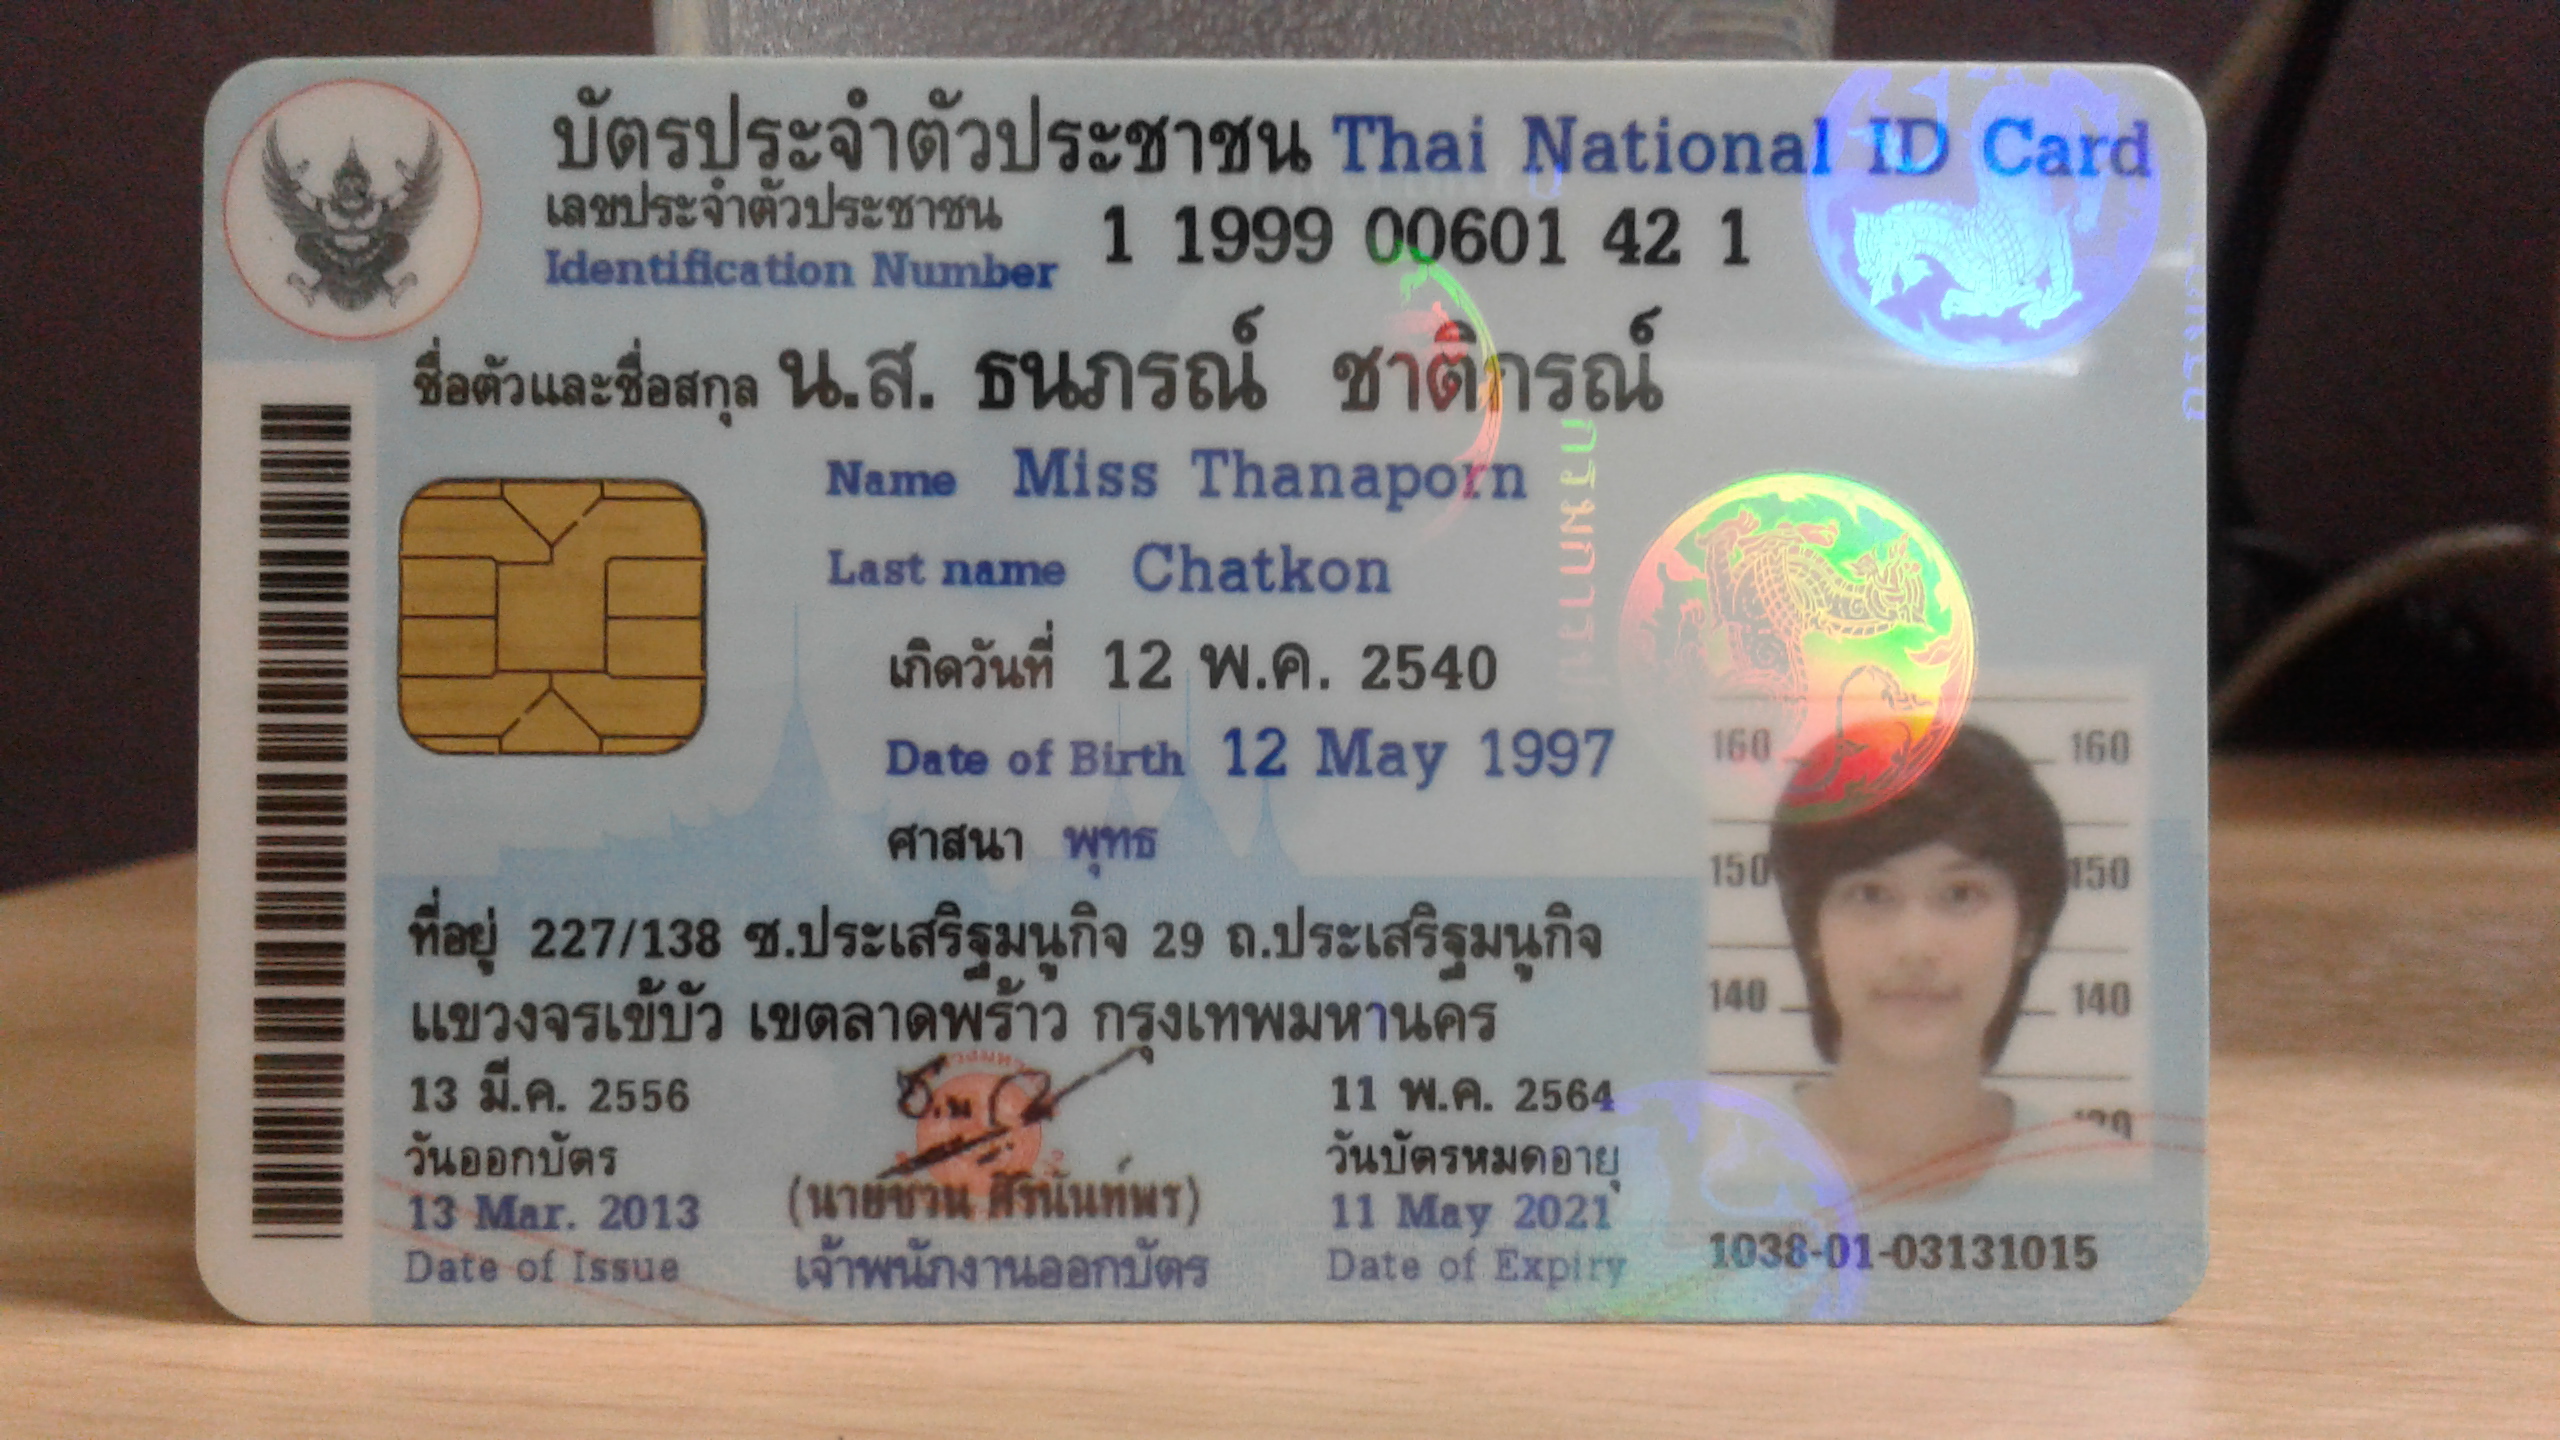 บัตรประจำตัวประชาชน Thai National ID Card
เลขประจำตัวประชาชน
Identification Number 1 1999 00601 42 1
ชื่อตัวและชื่อสกุล น.ส. ธนภรณ์ ชาติกรณ์
Name Miss Thanaporn
Last name Chatkon
เกิดวันที่ 12 พ.ค. 2540
Date of Birth 12 May 1997
ศาสนา พุทธ
ที่อยู่ 227/138 ซ.ประเสริฐมนูกิจ 29 ถ.ประเสริฐมนูกิจ
แขวงจรเข้บัว เขตลาดพร้าว กรุงเทพมหานคร
13 มี.ค. 2556
วันออกบัตร
13 Mar. 2013
Date of Issue
(นายชวน ศิรินันท์พร)
เจ้าพนักงานออกบัตร
11 พ.ค. 2564
วันบัตรหมดอายุ
11 May 2021
Date of Expiry
160 160
150 150
140 140
1038-01-03131015